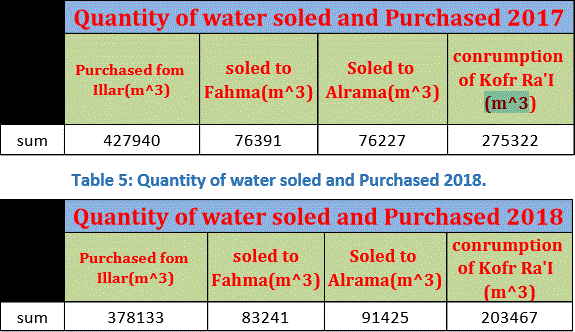 Quantity of water soled and Purchased 2017
Purchased fom soled to Soled to conrumption
Illar(m^3) Fahma(m^3) Alrama(m^3) of Kofr Ra'I
(m^3)
sum 427940 76391 76227 275322
Table 5: Quantity of water soled and Purchased 2018.
Quantity of water soled and Purchased 2018
Purchased fom soled to Soled to conrumption
Illar(m^3) Fahma(m^3) Alrama(m^3) of Kofr Ra'I
(m^3)
sum 378133 83241 91425 203467